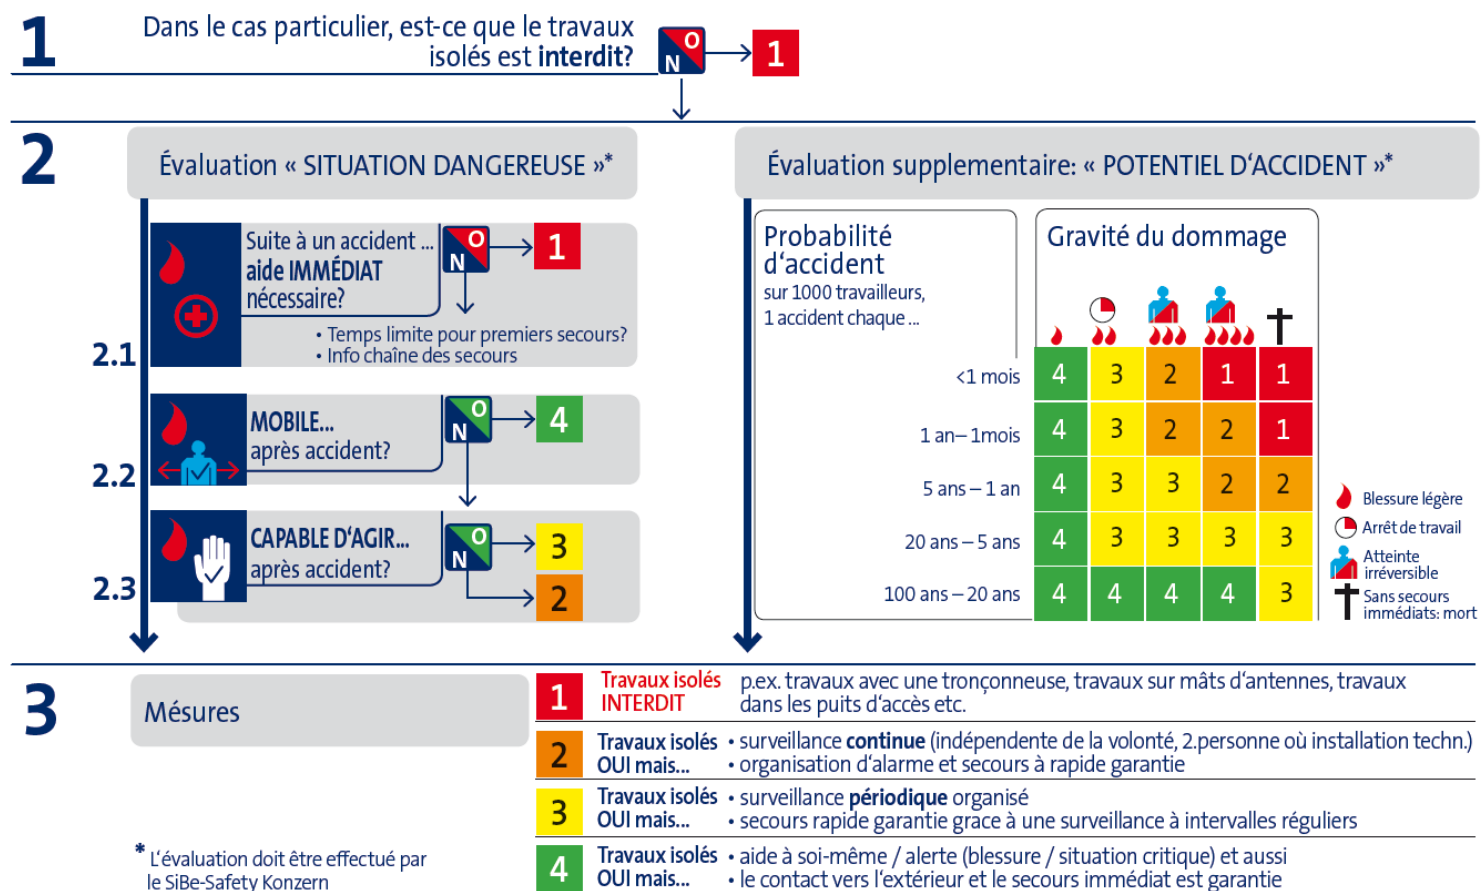 1
Dans le cas particulier, est-ce que le travaux
isolés est interdit?
O
N
1
2
Évaluation « SITUATION DANGEREUSE »*
2.1
Suite à un accident ...
aide IMMÉDIAT
nécessaire?
O
N
1
• Temps limite pour premiers secours?
• Info chaîne des secours
2.2
MOBILE...
après accident?
O
N
4
2.3
CAPABLE D'AGIR...
après accident?
O
N
3
2
Évaluation supplementaire: « POTENTIEL D'ACCIDENT »*
Probabilité
d'accident
sur 1000 travailleurs,
1 accident chaque ...
Gravité du dommage
<1 mois 4 3 2 1 1
1 an– 1mois 4 3 2 2 1
5 ans – 1 an 4 3 3 2 2
20 ans – 5 ans 4 3 3 3 3
100 ans – 20 ans 4 4 4 4 3
Blessure légère
Arrêt de travail
Atteinte
irréversible
Sans secours
immédiats: mort
3
Mésures
1 Travaux isolés p.ex. travaux avec une tronçonneuse, travaux sur mâts d'antennes, travaux
INTERDIT dans les puits d'accès etc.
2 Travaux isolés • surveillance continue (indépendente de la volonté, 2.personne où installation techn.)
OUI mais... • organisation d'alarme et secours à rapide garantie
3 Travaux isolés • surveillance périodique organisé
OUI mais... • secours rapide garantie grace à une surveillance à intervalles réguliers
4 Travaux isolés • aide à soi-même / alerte (blessure / situation critique) et aussi
OUI mais... • le contact vers l'extérieur et le secours immédiat est garantie
* L'évaluation doit être effectué par
le SiBe-Safety Konzern